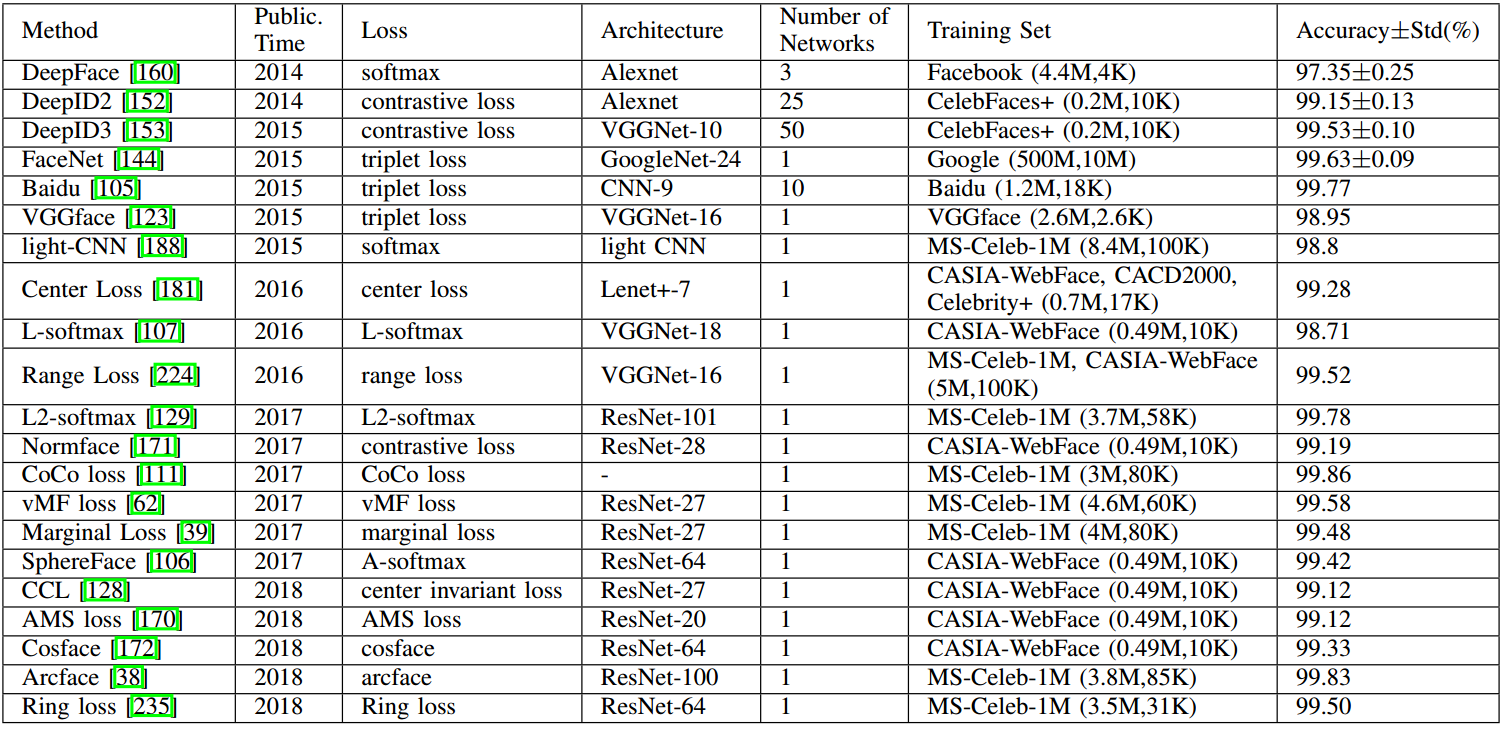 Method Public. Time Loss Architecture Number of Networks Training Set Accuracy±Std(%)
DeepFace [160] 2014 softmax Alexnet 3 Facebook (4.4M,4K) 97.35±0.25
DeepID2 [152] 2014 contrastive loss Alexnet 25 CelebFaces+ (0.2M,10K) 99.15±0.13
DeepID3 [153] 2015 contrastive loss VGGNet-10 50 CelebFaces+ (0.2M,10K) 99.53±0.10
FaceNet [144] 2015 triplet loss GoogleNet-24 1 Google (500M,10M) 99.63±0.09
Baidu [105] 2015 triplet loss CNN-9 10 Baidu (1.2M,18K) 99.77
VGGface [123] 2015 triplet loss VGGNet-16 1 VGGface (2.6M,2.6K) 98.95
light-CNN [188] 2015 softmax light CNN 1 MS-Celeb-1M (8.4M,100K) 98.8
Center Loss [181] 2016 center loss Lenet+-7 1 CASIA-WebFace, CACD2000, Celebrity+ (0.7M,17K) 99.28
L-softmax [107] 2016 L-softmax VGGNet-18 1 CASIA-WebFace (0.49M,10K) 98.71
Range Loss [224] 2016 range loss VGGNet-16 1 MS-Celeb-1M, CASIA-WebFace (5M,100K) 99.52
L2-softmax [129] 2017 L2-softmax ResNet-101 1 MS-Celeb-1M (3.7M,58K) 99.78
Normface [171] 2017 contrastive loss ResNet-28 1 CASIA-WebFace (0.49M,10K) 99.19
CoCo loss [111] 2017 CoCo loss - 1 MS-Celeb-1M (3M,80K) 99.86
vMF loss [62] 2017 vMF loss ResNet-27 1 MS-Celeb-1M (4.6M,60K) 99.58
Marginal Loss [39] 2017 marginal loss ResNet-27 1 MS-Celeb-1M (4M,80K) 99.48
SphereFace [106] 2017 A-softmax ResNet-64 1 CASIA-WebFace (0.49M,10K) 99.42
CCL [128] 2018 center invariant loss ResNet-27 1 CASIA-WebFace (0.49M,10K) 99.12
AMS loss [170] 2018 AMS loss ResNet-20 1 CASIA-WebFace (0.49M,10K) 99.12
Cosface [172] 2018 cosface ResNet-64 1 CASIA-WebFace (0.49M,10K) 99.33
Arcface [38] 2018 arcface ResNet-100 1 MS-Celeb-1M (3.8M,85K) 99.83
Ring loss [235] 2018 Ring loss ResNet-64 1 MS-Celeb-1M (3.5M,31K) 99.50